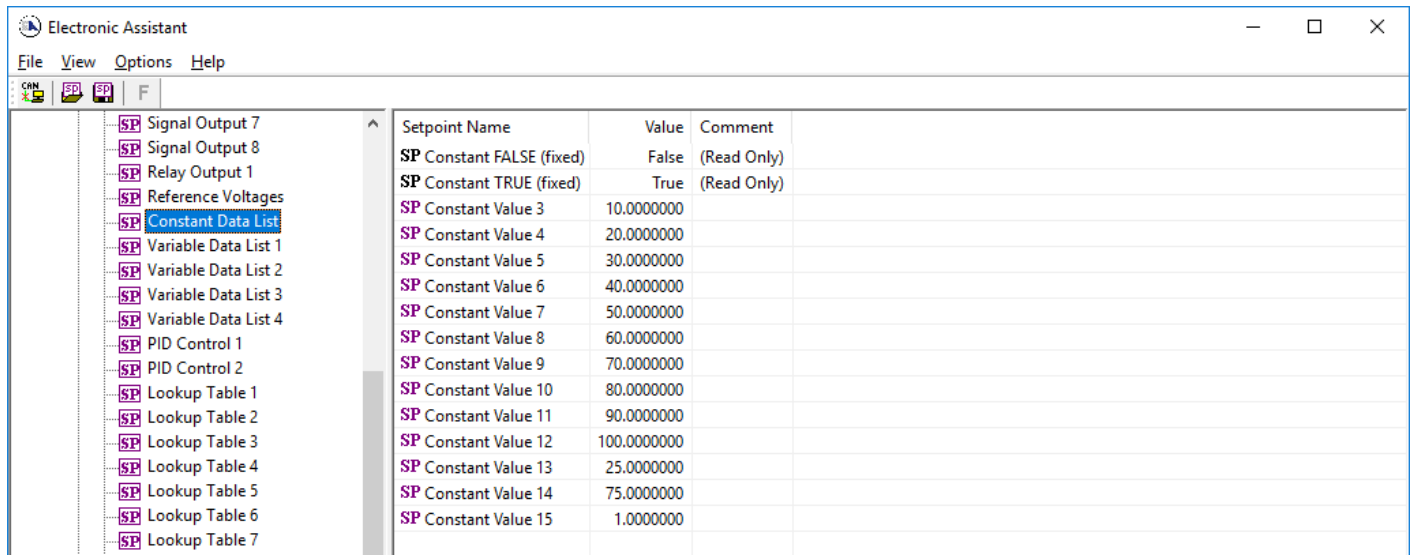 Electronic Assistant
File View Options Help
CAN SP SP F
SP Signal Output 7
SP Signal Output 8
SP Relay Output 1
SP Reference Voltages
SP Constant Data List
SP Variable Data List 1
SP Variable Data List 2
SP Variable Data List 3
SP Variable Data List 4
SP PID Control 1
SP PID Control 2
SP Lookup Table 1
SP Lookup Table 2
SP Lookup Table 3
SP Lookup Table 4
SP Lookup Table 5
SP Lookup Table 6
SP Lookup Table 7
Setpoint Name Value Comment
SP Constant FALSE (fixed) False (Read Only)
SP Constant TRUE (fixed) True (Read Only)
SP Constant Value 3 10.0000000
SP Constant Value 4 20.0000000
SP Constant Value 5 30.0000000
SP Constant Value 6 40.0000000
SP Constant Value 7 50.0000000
SP Constant Value 8 60.0000000
SP Constant Value 9 70.0000000
SP Constant Value 10 80.0000000
SP Constant Value 11 90.0000000
SP Constant Value 12 100.0000000
SP Constant Value 13 25.0000000
SP Constant Value 14 75.0000000
SP Constant Value 15 1.0000000